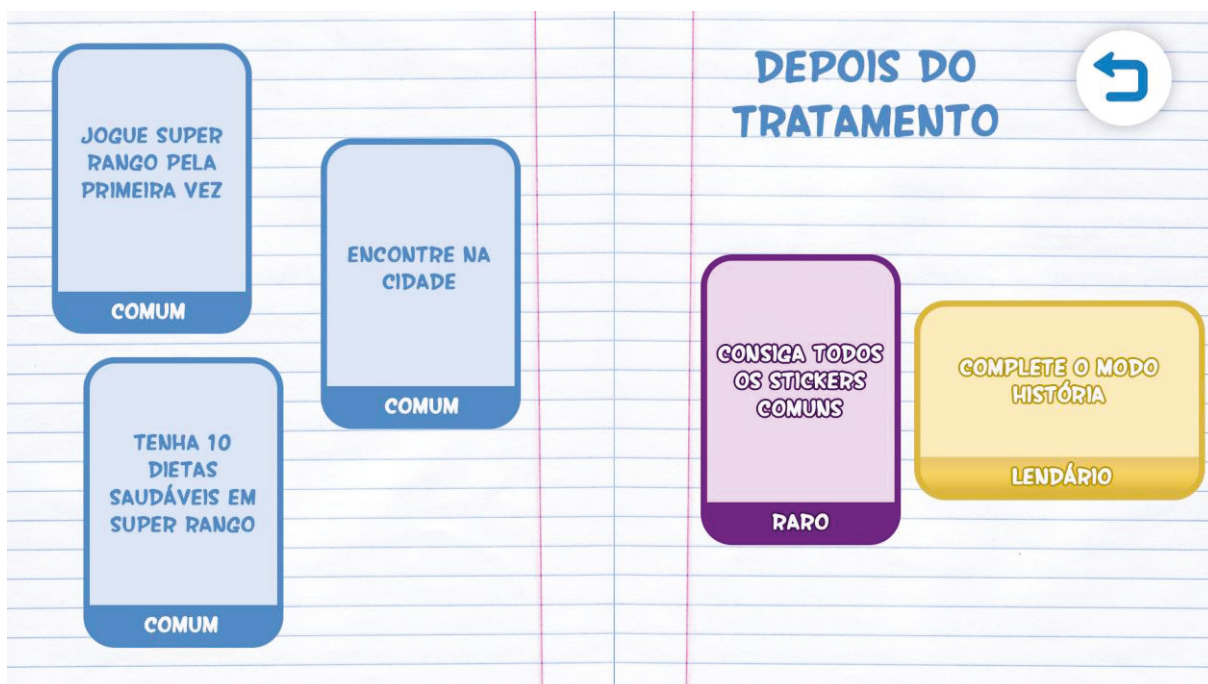 JOGUE SUPER
RANGO PELA
PRIMEIRA VEZ
COMUM
ENCONTRE NA
CIDADE
COMUM
TENHA 10
DIETAS
SAUDÁVEIS EM
SUPER RANGO
COMUM
DEPOIS DO
TRATAMENTO
CONSIGA TODOS
OS STICKERS
COMUNS
RARO
COMPLETE O MODO
HISTÓRIA
LENDÁRIO